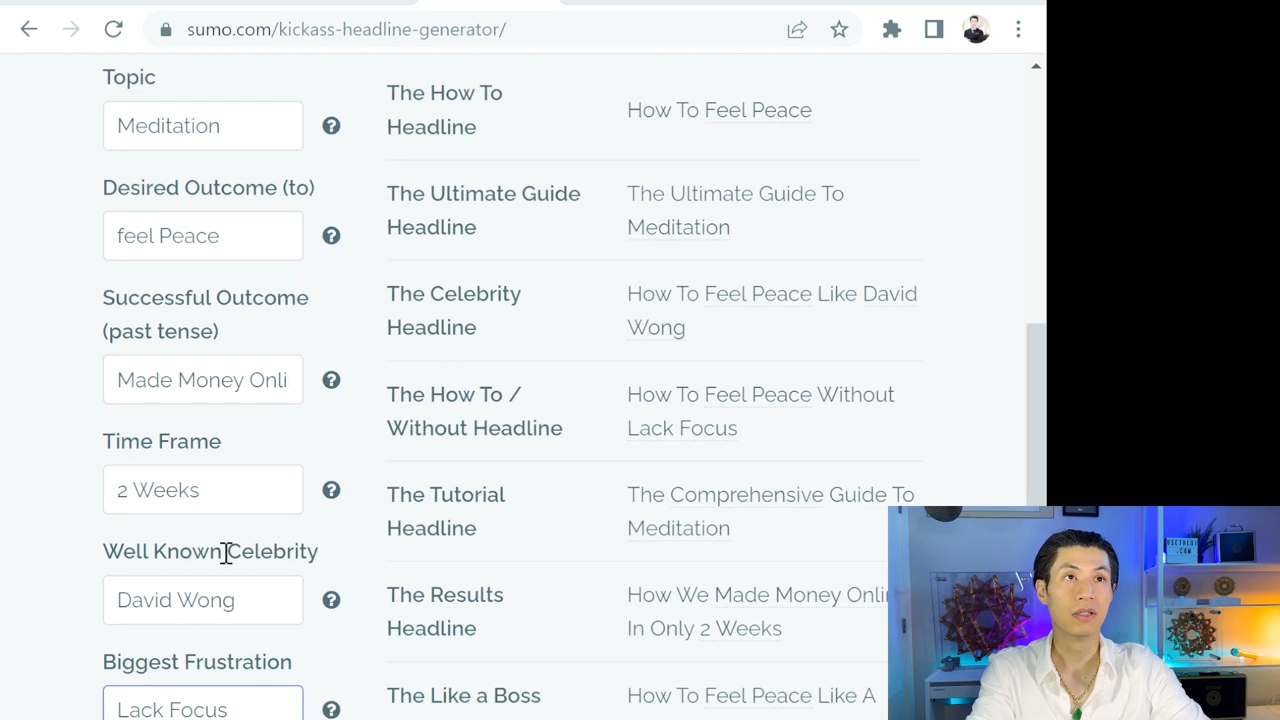 sumo.com/kickass-headline-generator/
Topic
Meditation
Desired Outcome (to)
feel Peace
Successful Outcome
(past tense)
Made Money Onli
Time Frame
2 Weeks
Well Known Celebrity
David Wong
Biggest Frustration
Lack Focus
The How To
Headline
How To Feel Peace
The Ultimate Guide
Headline
The Ultimate Guide To
Meditation
The Celebrity
Headline
How To Feel Peace Like David
Wong
The How To /
Without Headline
How To Feel Peace Without
Lack Focus
The Tutorial
Headline
The Comprehensive Guide To
Meditation
The Results
Headline
How We Made Money Onlin
In Only 2 Weeks
The Like a Boss
How To Feel Peace Like A